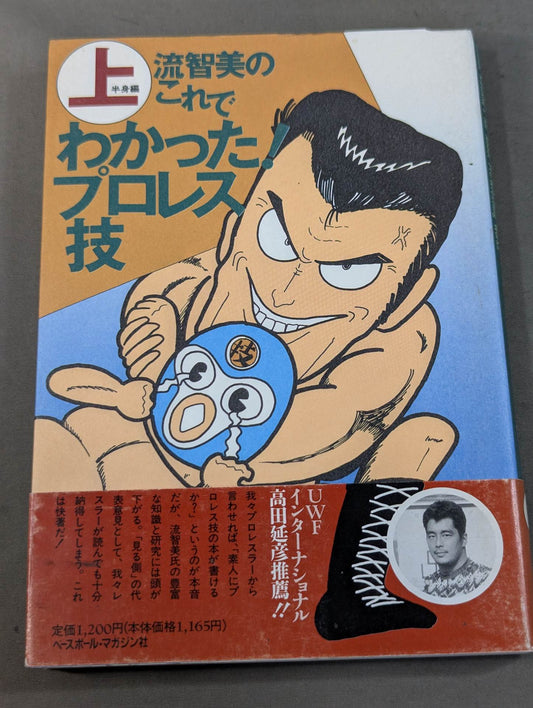 上
半身編
流智美の
これで
わかった!
プロレス
技
技
UWF
インターナショナル
高田延彦推薦!!
我々プロレスラーから
言わせれば、「素人にプ
ロレス技の本が書ける
か?」というのが本音
だが、流智美氏の豊富
な知識と研究には頭が
下がる。「見る側」の代
表意見として、我々レ
スラーが読んでも十分
納得してしまう。これ
は快著だ!
定価1,200円(本体価格1,165円)
ベースボール・マガジン社